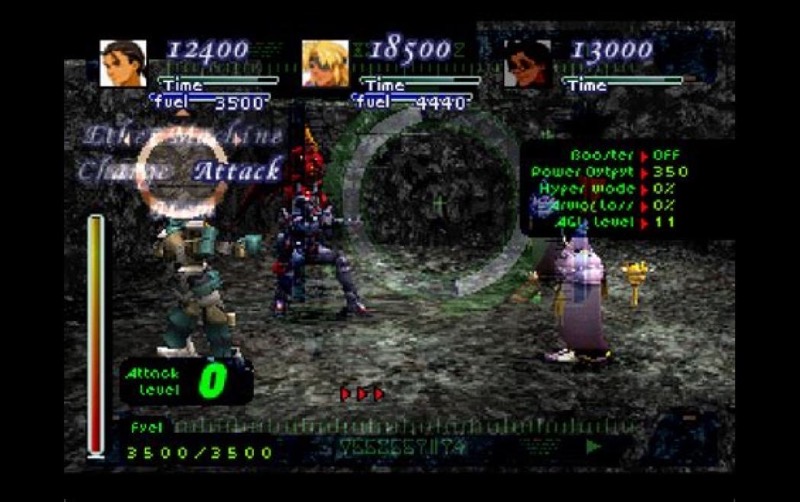 12400 18500 13000
Time Time Time
fuel 3500 fuel 4440
Ether Machine
Attack
Booster OFF
Power Output 350
Hyper Mode 0%
Armor Loss 0%
AGL Level 11
Attack
Level 0
Fuel
3500/3500